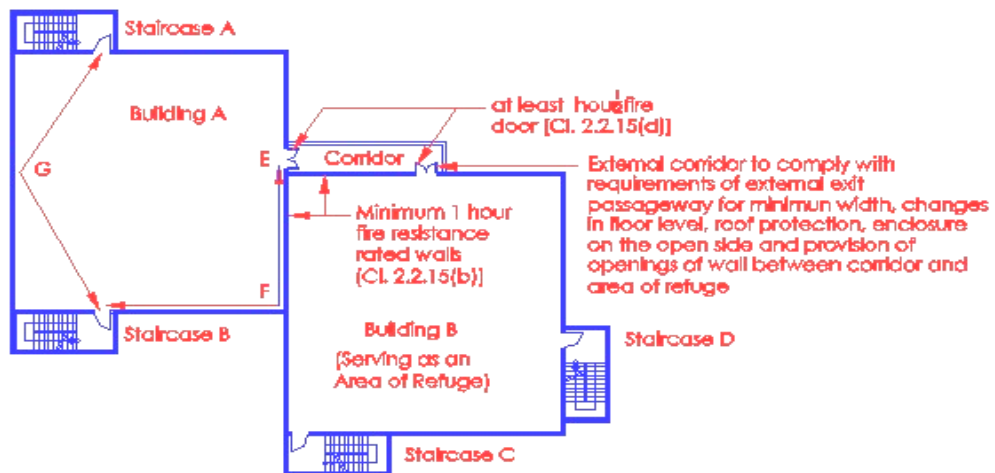 Staircase A
Building A
at least hour fire
door [Cl. 2.2.15(d)]
E
Corridor
G
External corridor to comply with
requirements of external exit
passageway for minimun width, changes
in floor level, roof protection, enclosure
on the open side and provision of
openings of wall between corridor and
area of refuge
Minimum 1 hour
fire resistance
rated walls
(Cl. 2.2.15(b)]
F
Staircase B
Building B
(Serving as an
Area of Refuge)
Staircase D
Staircase C